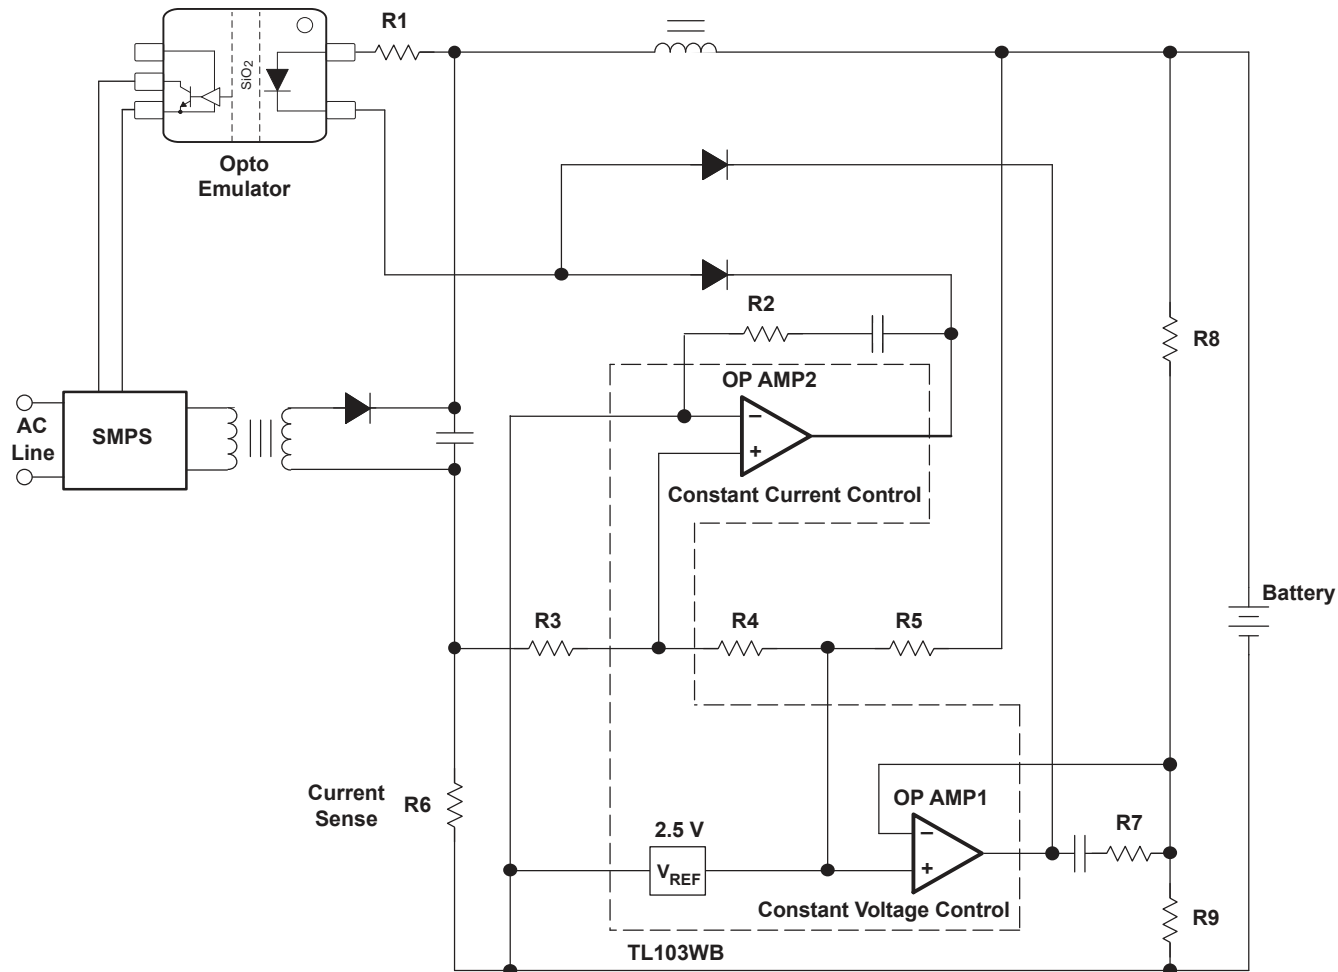 R1
SiO2
Opto
Emulator
R2
R8
OP AMP2
AC
Line
SMPS
−
+
Constant Current Control
Battery
R3
R4
R5
Current
Sense
R6
OP AMP1
2.5 V
R7
−
+
VREF
Constant Voltage Control
R9
TL103WB